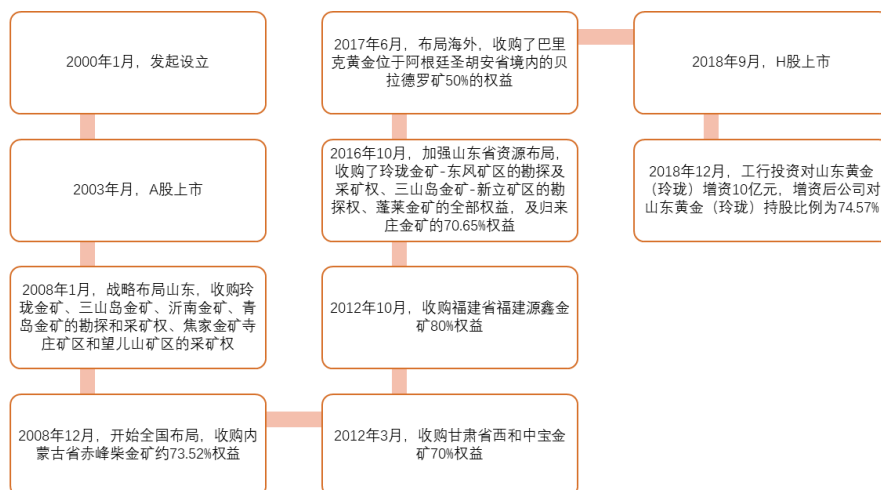 2000年1月，发起设立
2003年月，A股上市
2008年1月，战略布局山东，收购玲
珑金矿、三山岛金矿、沂南金矿、青
岛金矿的勘探和采矿权、焦家金矿寺
庄矿区和望儿山矿区的采矿权
2008年12月，开始全国布局，收购内
蒙古省赤峰柴金矿约73.52%权益
2012年3月，收购甘肃省西和中宝金
矿70%权益
2012年10月，收购福建省福建源鑫金
矿80%权益
2016年10月，加强山东省资源布局，
收购了玲珑金矿-东风矿区的勘探及
采矿权、三山岛金矿-新立矿区的勘
探权、蓬莱金矿的全部权益，及归来
庄金矿的70.65%权益
2017年6月，布局海外，收购了巴里
克黄金位于阿根廷圣胡安省境内的贝
拉德罗矿50%的权益
2018年9月，H股上市
2018年12月，工行投资对山东黄金
（玲珑）增资10亿元，增资后公司对
山东黄金（玲珑）持股比例为74.57%